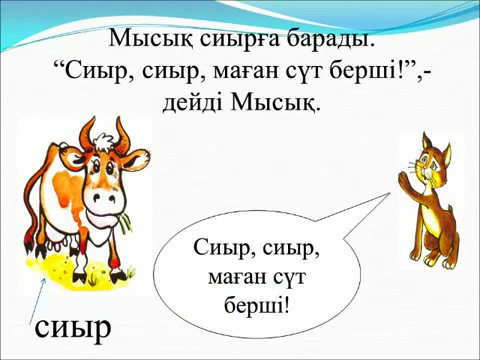 Мысық сиырға барады.
“Сиыр, сиыр, маған сүт берші!”,-
дейді Мысық.
Сиыр, сиыр,
маған сүт
берші!
сиыр